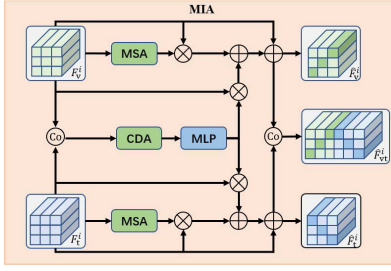 MIA
MSA
F_v^i
F̂_v^i
Co
CDA
MLP
Co
F̂_vt^i
F_t^i
MSA
F̂_t^i